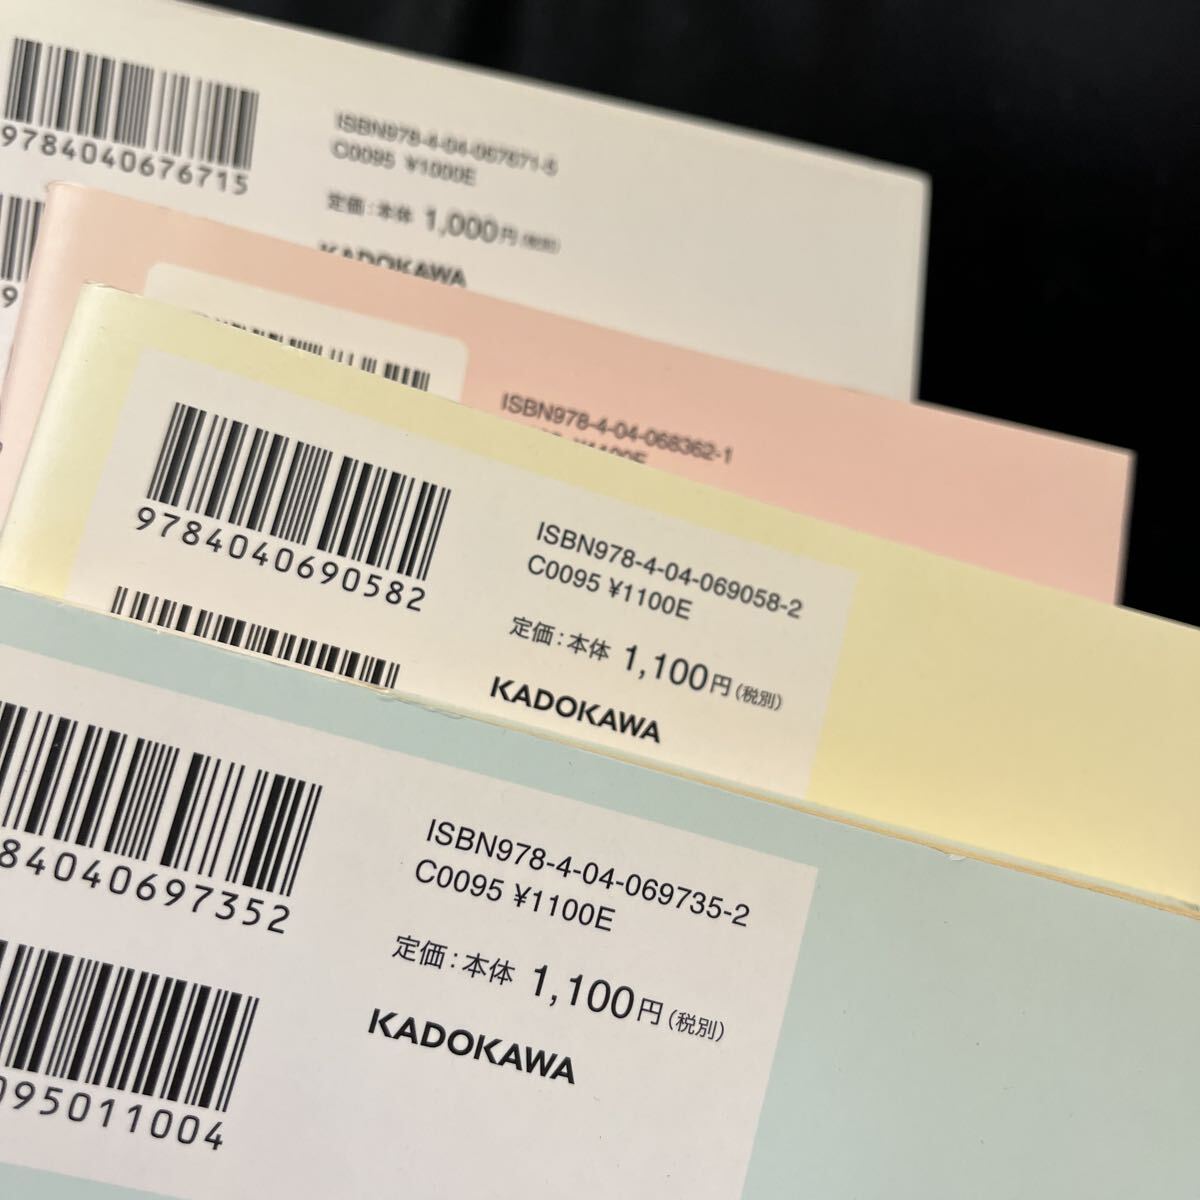 9784040676715
ISBN978-4-04-067671-5
C0095 ¥1000E
定価:本体 1,000円(税別)
KADOKAWA
9
ISBN978-4-04-068362-1
¥1100E
9784040690582
ISBN978-4-04-069058-2
C0095 ¥1100E
定価:本体 1,100円(税別)
KADOKAWA
84040697352
ISBN978-4-04-069735-2
C0095 ¥1100E
定価:本体 1,100円(税別)
KADOKAWA
095011004